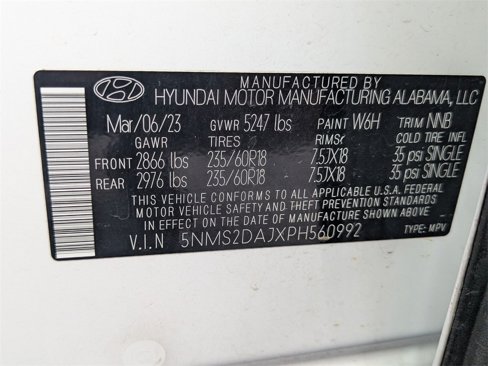 MANUFACTURED BY
HYUNDAI MOTOR MANUFACTURING ALABAMA, LLC
Mar/06/23 GVWR 5247 lbs PAINT W6H TRIM NNB
GAWR TIRES RIMS COLD TIRE INFL
FRONT 2866 lbs 235/60R18 7.5JX18 35 psi SINGLE
REAR 2976 lbs 235/60R18 7.5JX18 35 psi SINGLE
THIS VEHICLE CONFORMS TO ALL APPLICABLE U.S.A. FEDERAL
MOTOR VEHICLE SAFETY AND THEFT PREVENTION STANDARDS
IN EFFECT ON THE DATE OF MANUFACTURE SHOWN ABOVE.
V.I.N 5NMS2DAJXPH560992 TYPE: MPV